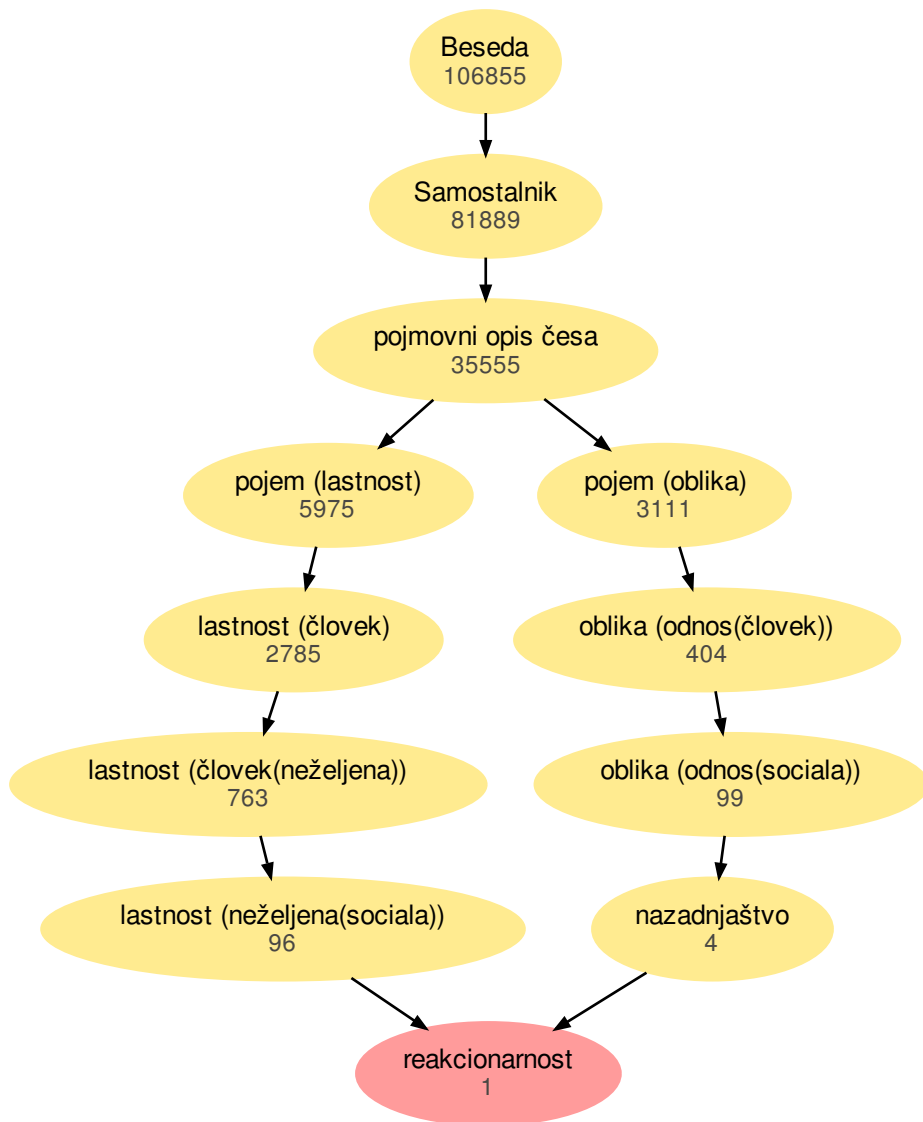 Beseda
106855
Samostalnik
81889
pojmovni opis česa
35555
pojem (lastnost)
5975
pojem (oblika)
3111
lastnost (človek)
2785
oblika (odnos(človek))
404
lastnost (človek(neželjena))
763
oblika (odnos(sociala))
99
lastnost (neželjena(sociala))
96
nazadnjaštvo
4
reakcionarnost
1